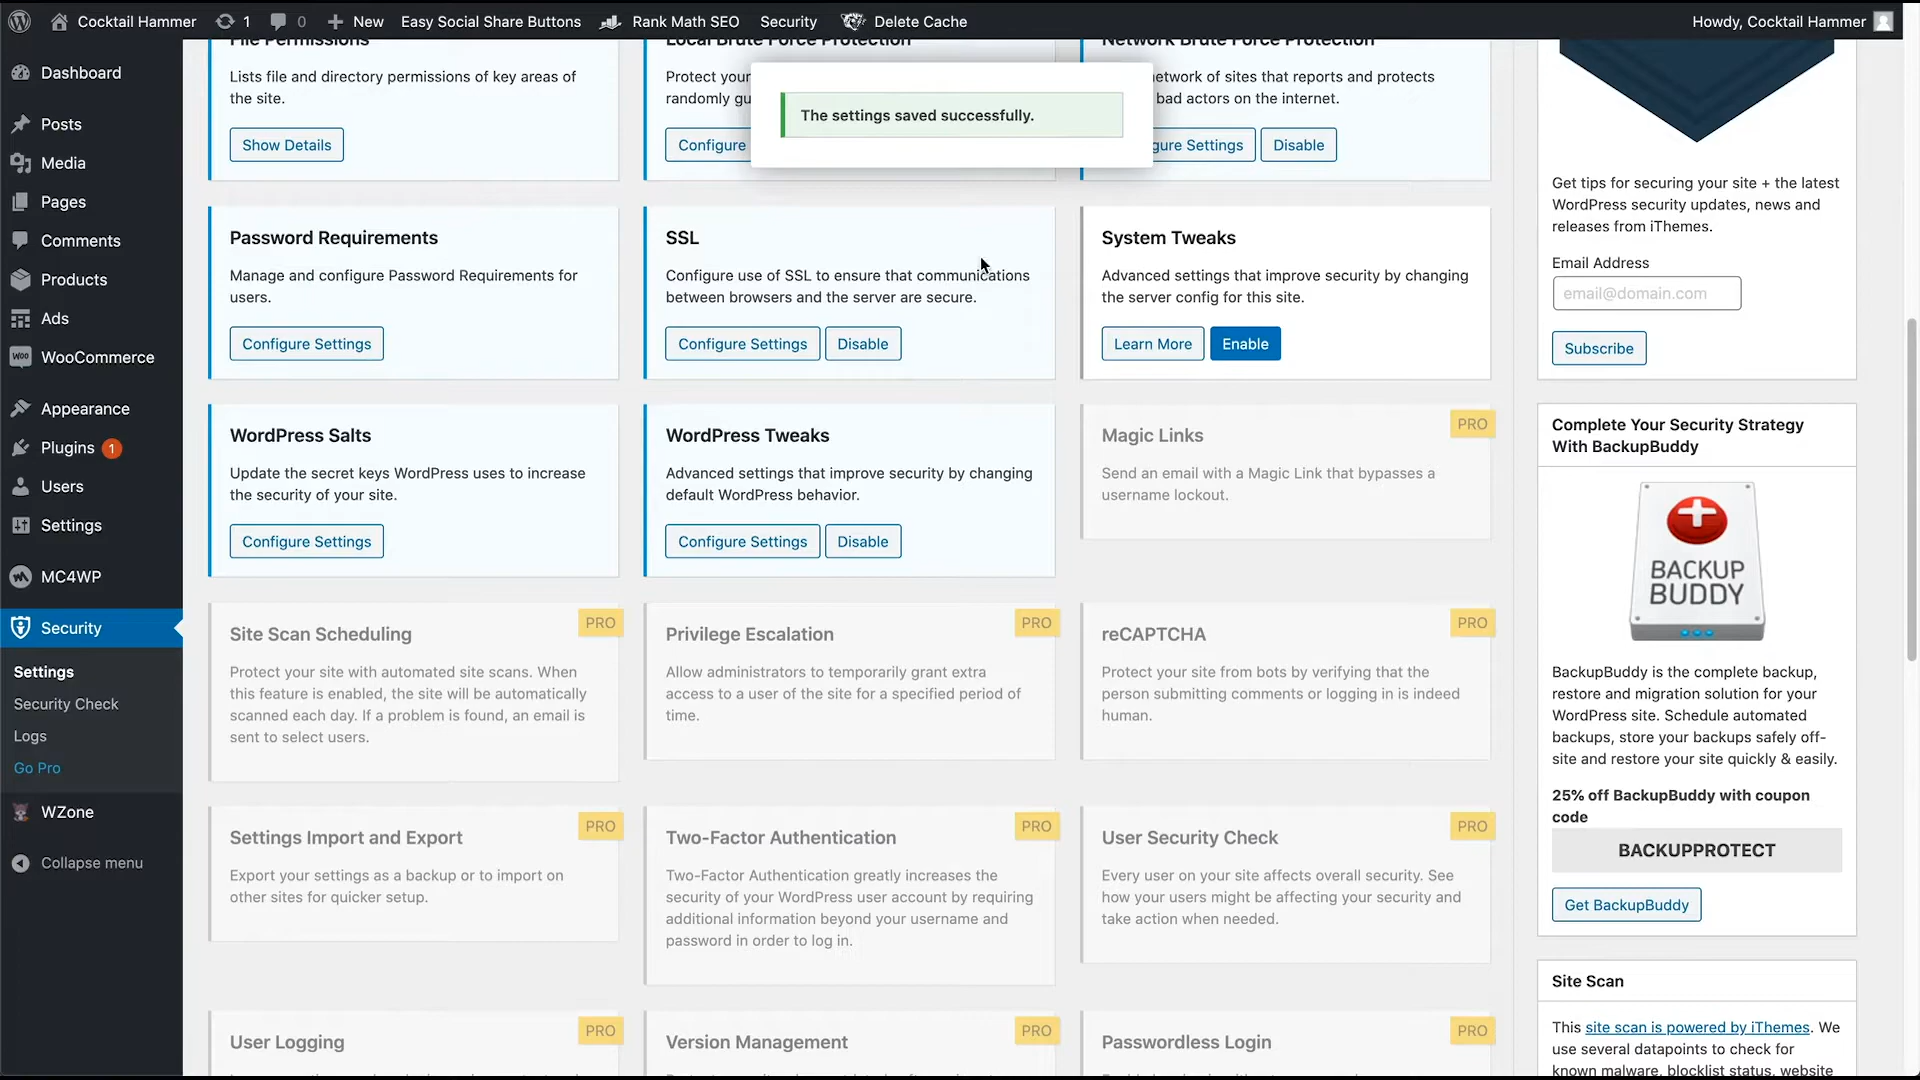 Cocktail Hammer 1 0 New Easy Social Share Buttons Rank Math SEO Security Delete Cache Howdy, Cocktail Hammer
Dashboard
Posts
Media
Pages
Comments
Products
Ads
WOO WooCommerce
Appearance
Plugins 1
Users
Settings
MC4WP
Security
Settings
Security Check
Logs
Go Pro
WZone
Collapse menu
File Permissions
Lists file and directory permissions of key areas of
the site.
Show Details
Local Brute Force Protection
Protect your
Configure
Network Brute Force Protection
network of sites that reports and protects
bad actors on the internet.
Settings Disable
The settings saved successfully.
Password Requirements
Manage and configure Password Requirements for
users.
Configure Settings
SSL
Configure use of SSL to ensure that communications
between browsers and the server are secure.
Configure Settings Disable
System Tweaks
Advanced settings that improve security by changing
the server config for this site.
Learn More Enable
WordPress Salts
Update the secret keys WordPress uses to increase
the security of your site.
Configure Settings
WordPress Tweaks
Advanced settings that improve security by changing
default WordPress behavior.
Configure Settings Disable
Magic Links PRO
Send an email with a Magic Link that bypasses a
username lockout.
Site Scan Scheduling PRO
Protect your site with automated site scans. When
this feature is enabled, the site will be automatically
scanned each day. If a problem is found, an email is
sent to select users.
Privilege Escalation PRO
Allow administrators to temporarily grant extra
access to a user of the site for a specified period of
time.
reCAPTCHA PRO
Protect your site from bots by verifying that the
person submitting comments or logging in is indeed
human.
Settings Import and Export PRO
Export your settings as a backup or to import on
other sites for quicker setup.
Two-Factor Authentication PRO
Two-Factor Authentication greatly increases the
security of your WordPress user account by requiring
additional information beyond your username and
password in order to log in.
User Security Check PRO
Every user on your site affects overall security. See
how your users might be affecting your security and
take action when needed.
User Logging PRO
Version Management PRO
Passwordless Login PRO
Get tips for securing your site + the latest
WordPress security updates, news and
releases from iThemes.
Email Address
email@domain.com
Subscribe
Complete Your Security Strategy
With BackupBuddy
BACKUP
BUDDY
BackupBuddy is the complete backup,
restore and migration solution for your
WordPress site. Schedule automated
backups, store your backups safely off-
site and restore your site quickly & easily.
25% off BackupBuddy with coupon
code
BACKUPPROTECT
Get BackupBuddy
Site Scan
This site scan is powered by iThemes. We
use several datapoints to check for
known malware, blocklist status, website